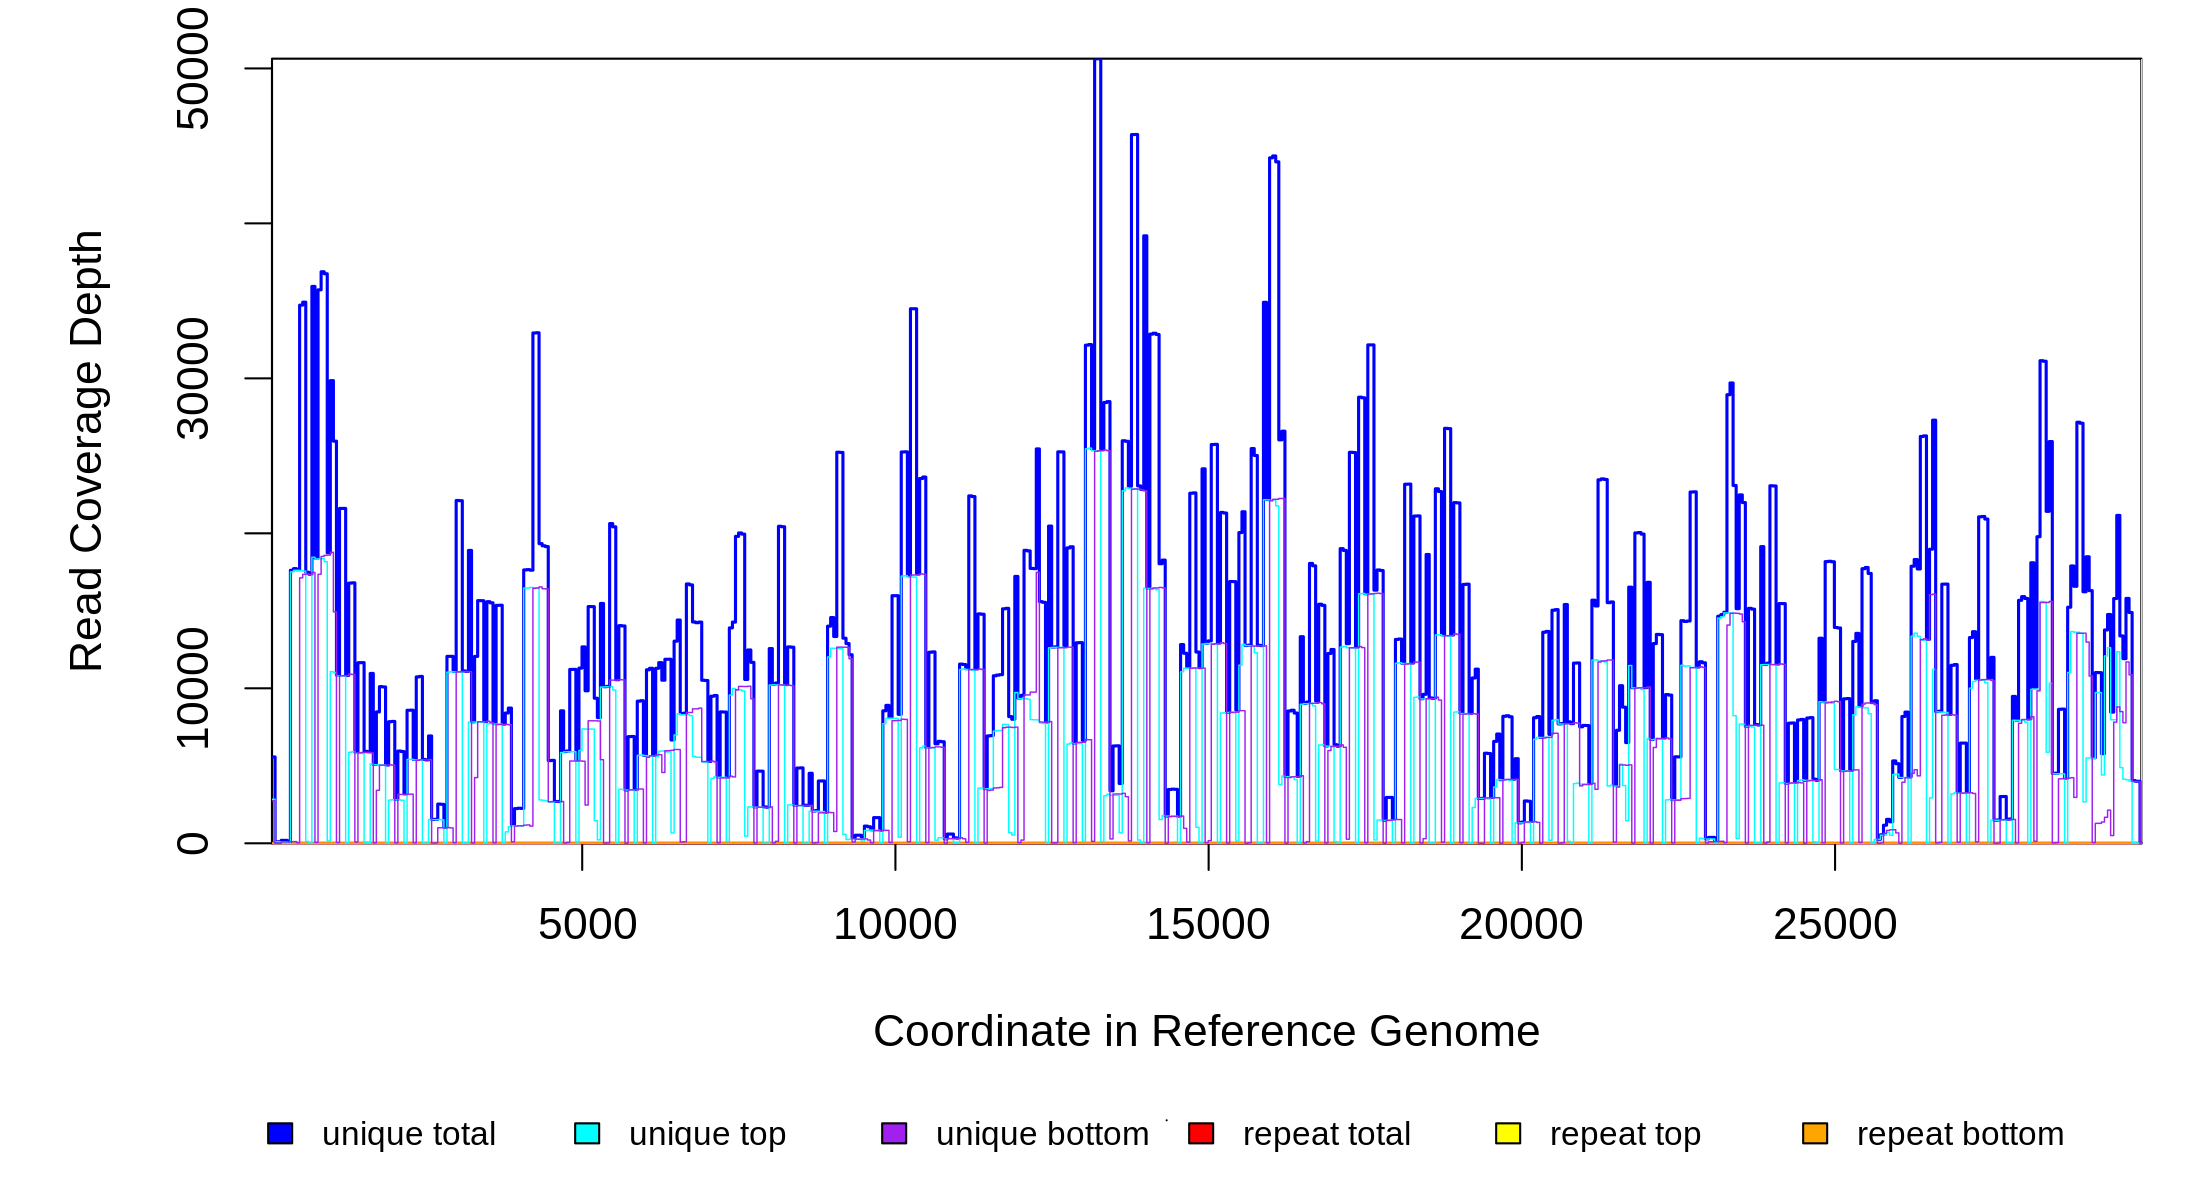 50000
30000
10000
0
Read Coverage Depth
5000 10000 15000 20000 25000
Coordinate in Reference Genome
unique total unique top unique bottom repeat total repeat top repeat bottom